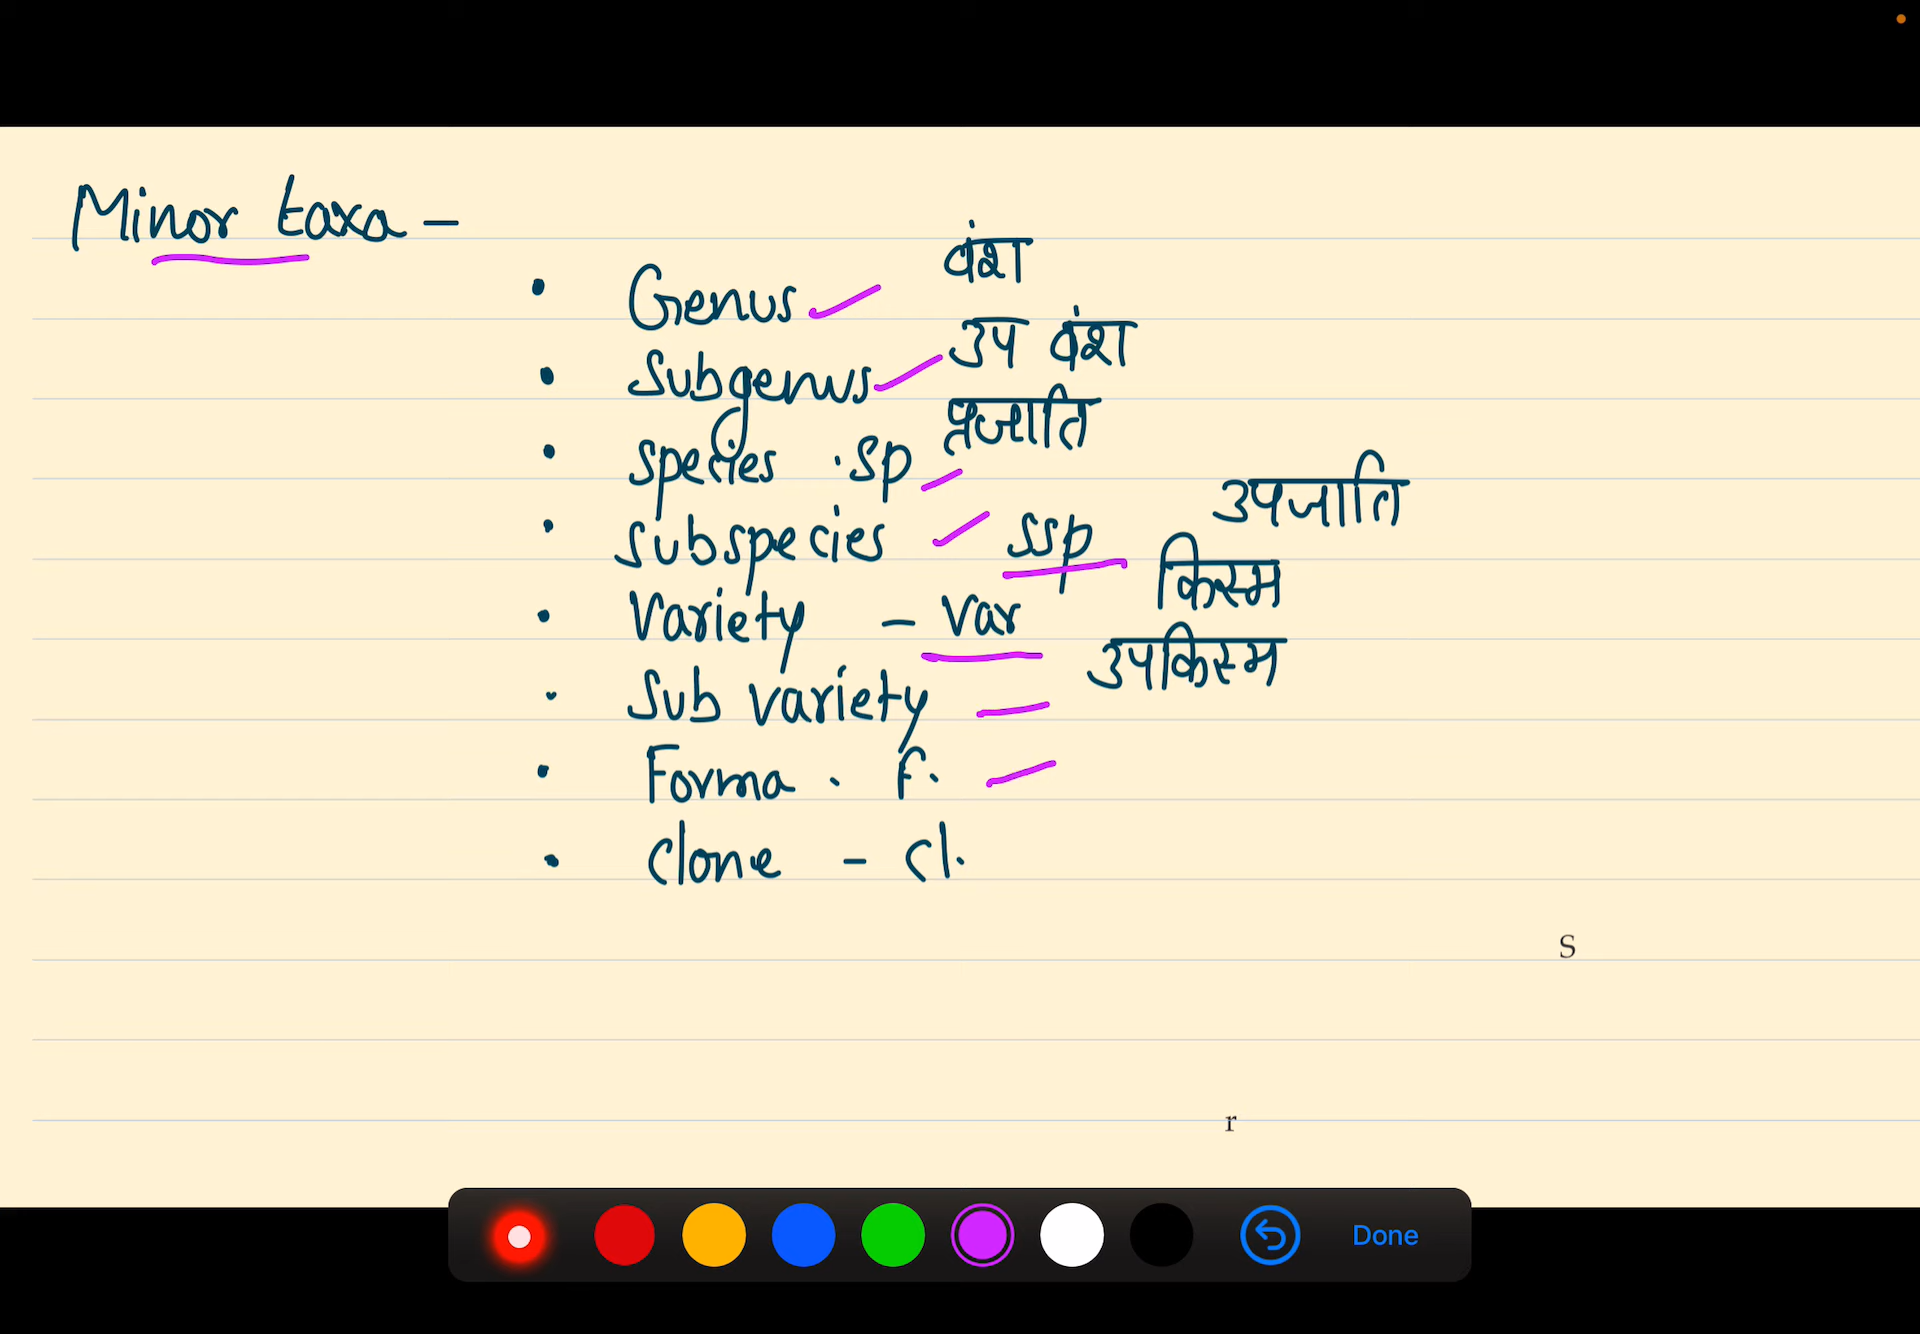 Minor taxa -
• Genus वंश
• Subgenus उप वंश
• Species . Sp प्रजाति
• Subspecies ssp उपजाति
• Variety - Var किस्म
• Sub variety उपकिस्म
• Forma . F.
• Clone - Cl.
S
r
Done